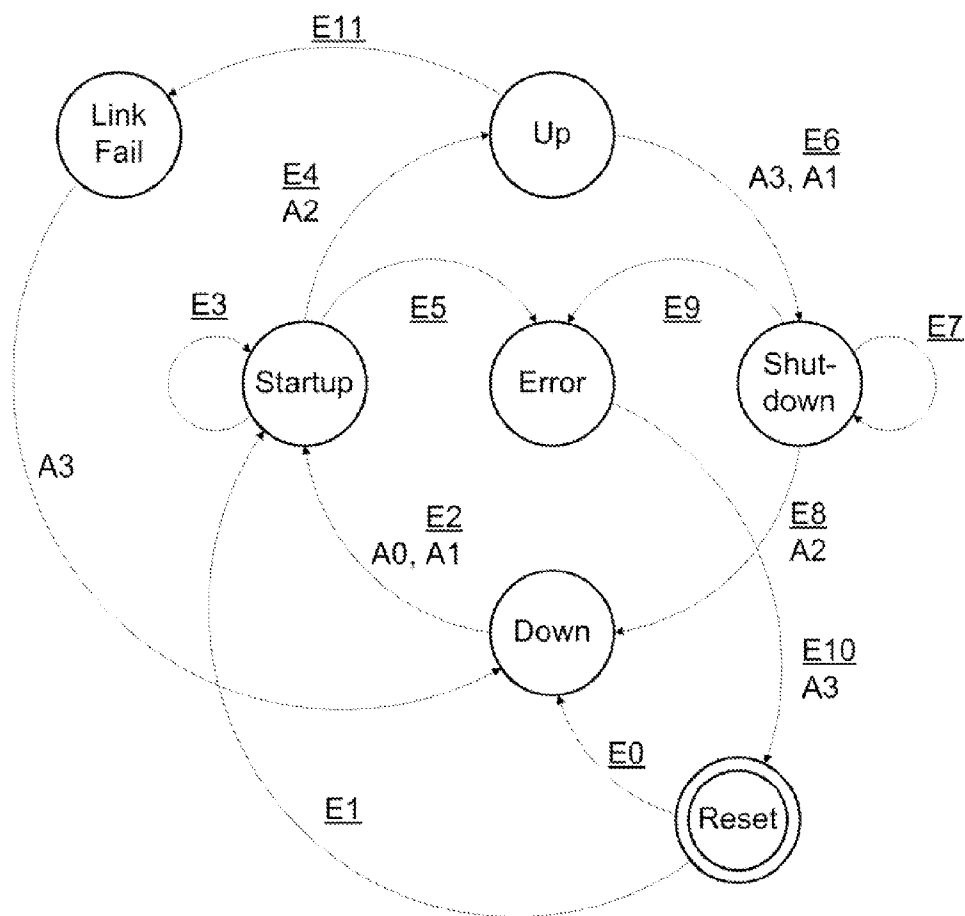 E11
Link
Fail
Up
E4
A2
E6
A3, A1
E3
E5
E9
E7
Startup
Error
Shut-
down
A3
E2
A0, A1
E8
A2
Down
E10
A3
E0
E1
Reset